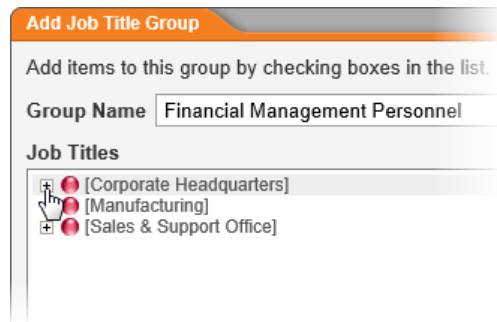 Add Job Title Group
Add items to this group by checking boxes in the list.
Group Name Financial Management Personnel
Job Titles
[Corporate Headquarters]
[Manufacturing]
[Sales & Support Office]